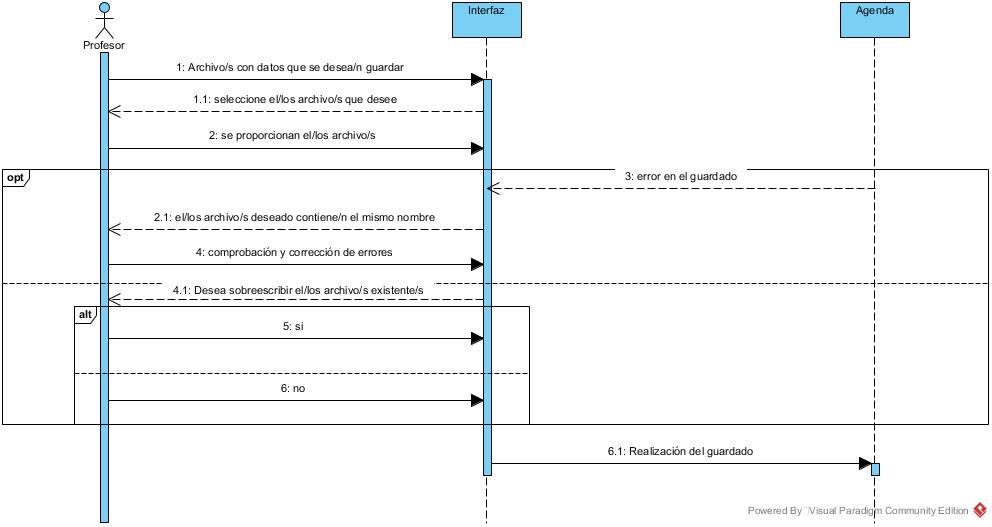 Profesor
Interfaz
Agenda
1: Archivo/s con datos que se desea/n guardar
1.1: seleccione el/los archivo/s que desee
2: se proporcionan el/los archivo/s
opt
3: error en el guardado
2.1: el/los archivo/s deseado contiene/n el mismo nombre
4: comprobación y corrección de errores
4.1: Desea sobreescribir el/los archivo/s existente/s
alt
5: si
6: no
6.1: Realización del guardado
Powered By Visual Paradigm Community Edition